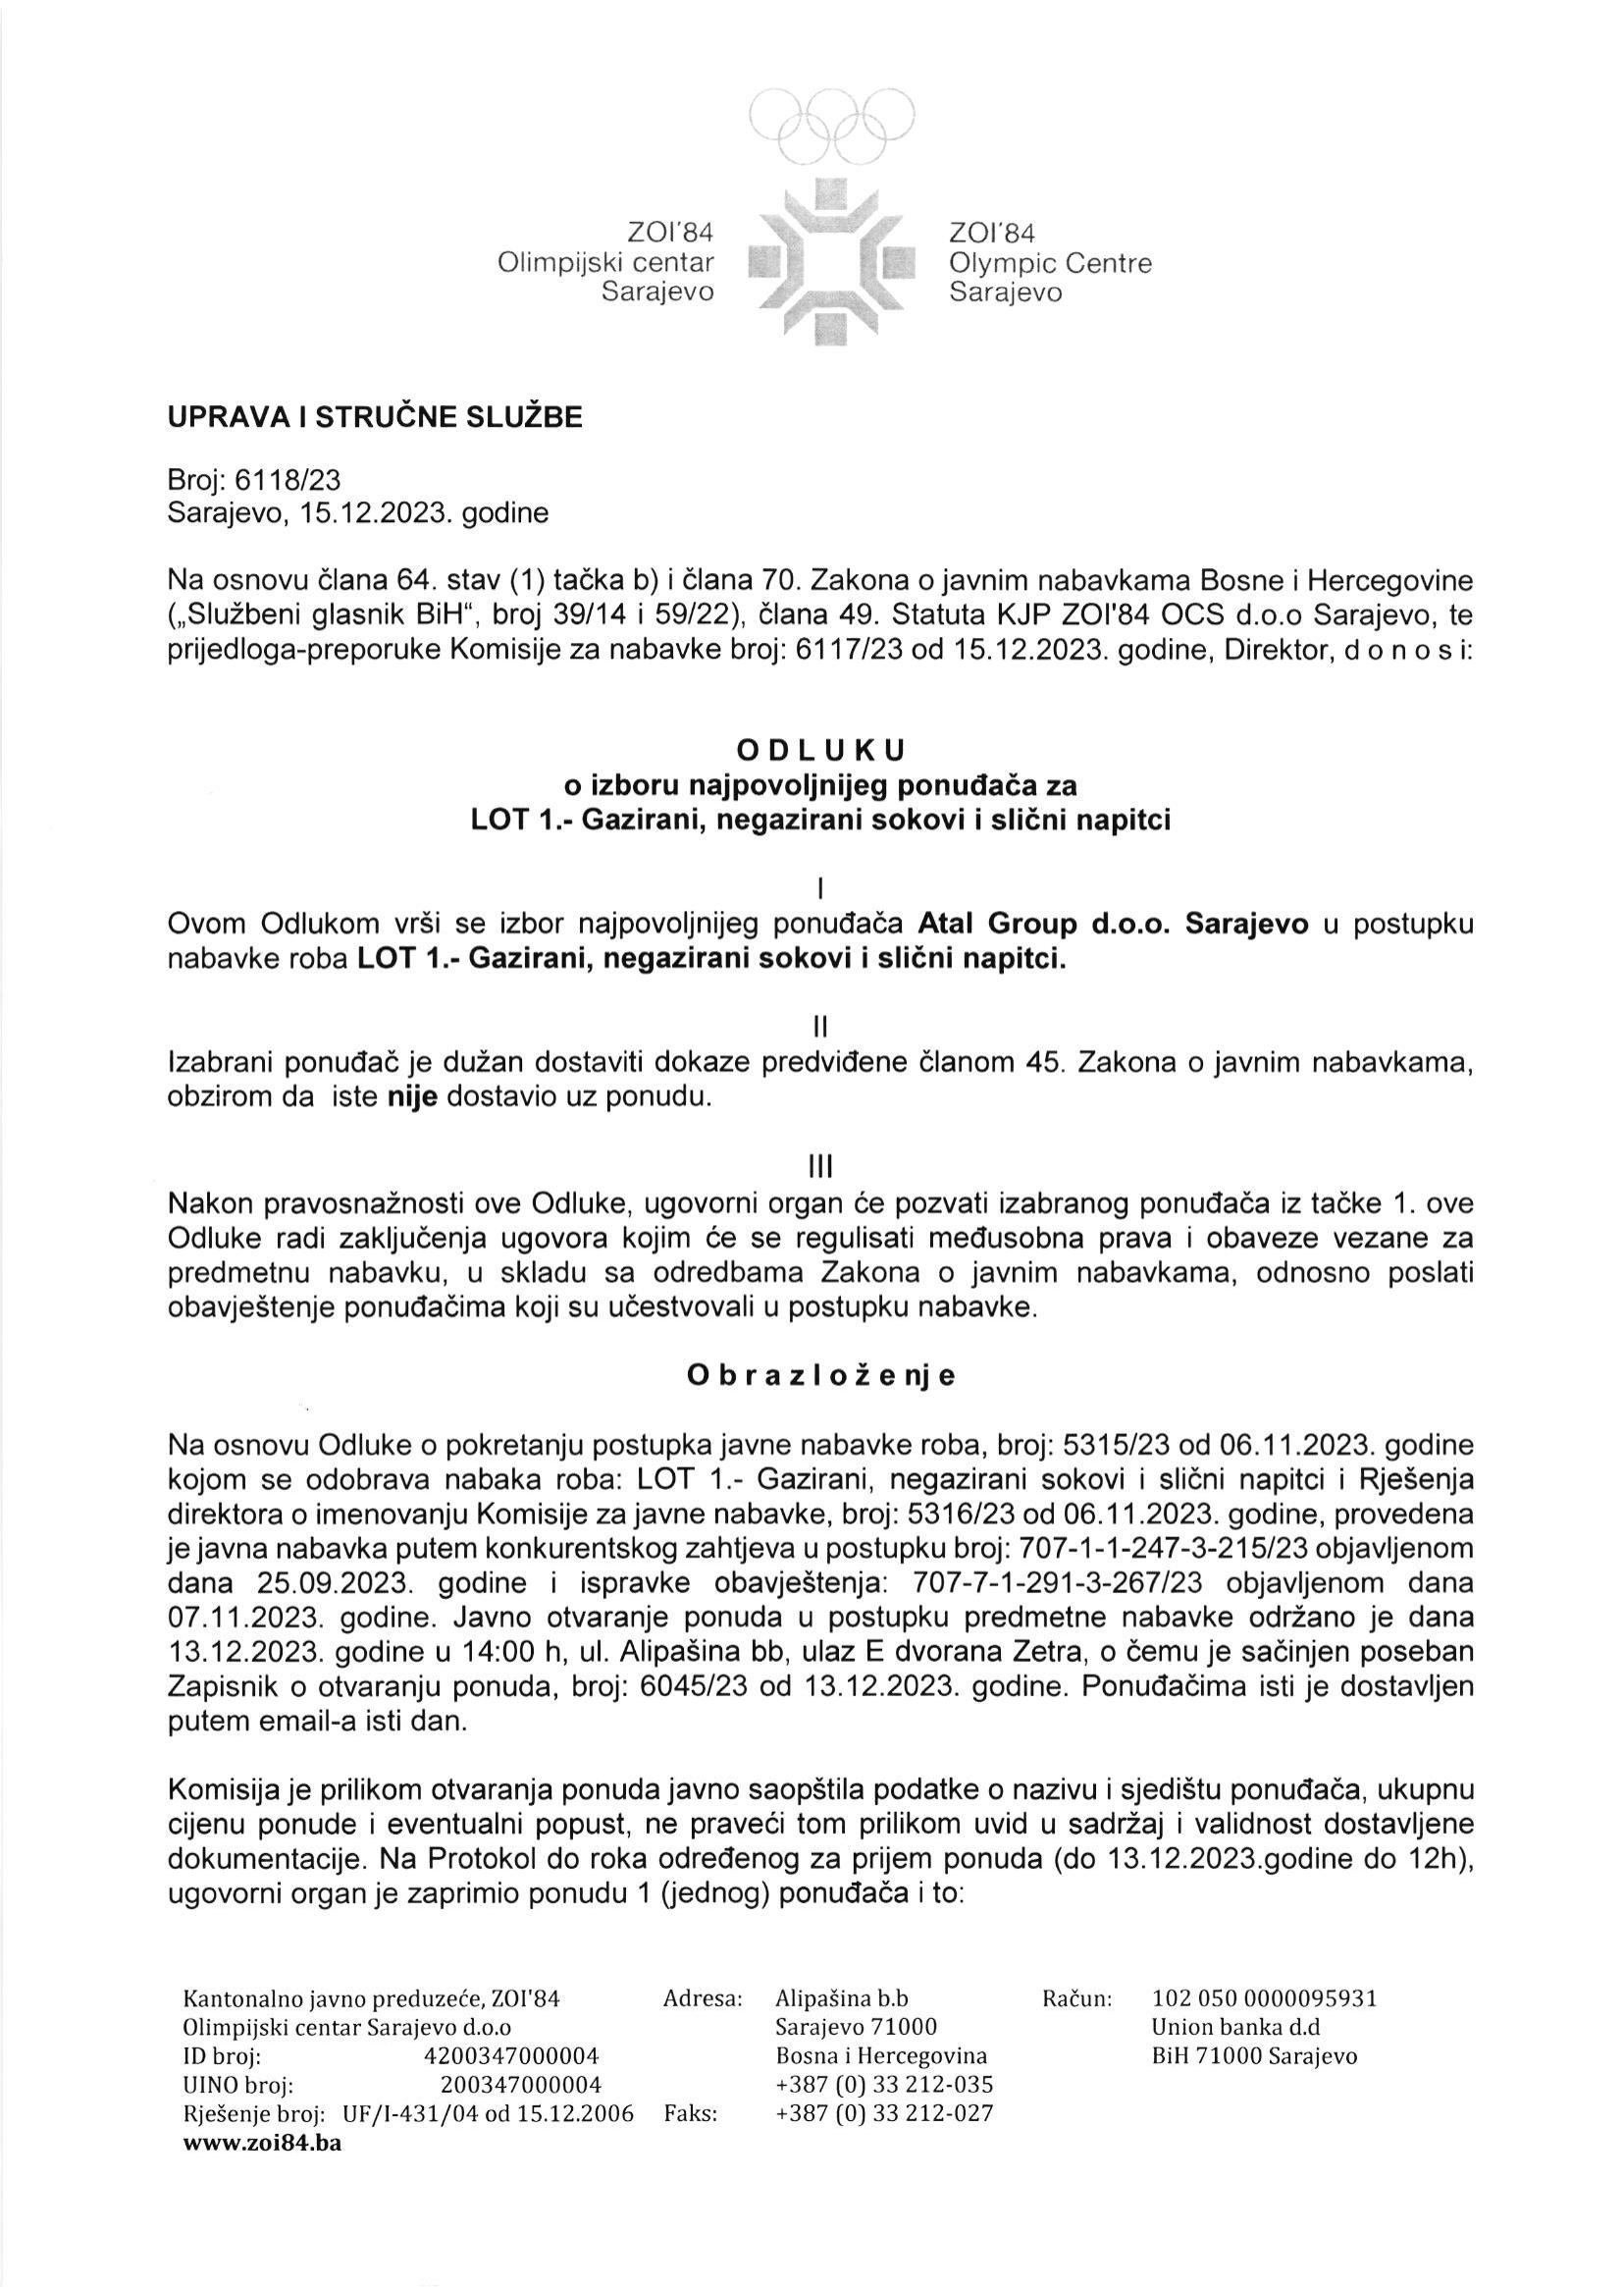 ZOI'84
Olimpijski centar
Sarajevo
ZOI'84
Olympic Centre
Sarajevo
UPRAVA I STRUČNE SLUŽBE
Broj: 6118/23
Sarajevo, 15.12.2023. godine
Na osnovu člana 64. stav (1) tačka b) i člana 70. Zakona o javnim nabavkama Bosne i Hercegovine
(„Službeni glasnik BiH“, broj 39/14 i 59/22), člana 49. Statuta KJP ZOI'84 OCS d.o.o Sarajevo, te
prijedloga-preporuke Komisije za nabavke broj: 6117/23 od 15.12.2023. godine, Direktor, d o n o s i:
O D L U K U
o izboru najpovoljnijeg ponuđača za
LOT 1.- Gazirani, negazirani sokovi i slični napitci
I
Ovom Odlukom vrši se izbor najpovoljnijeg ponuđača Atal Group d.o.o. Sarajevo u postupku
nabavke roba LOT 1.- Gazirani, negazirani sokovi i slični napitci.
II
Izabrani ponuđač je dužan dostaviti dokaze predviđene članom 45. Zakona o javnim nabavkama,
obzirom da iste nije dostavio uz ponudu.
III
Nakon pravosnažnosti ove Odluke, ugovorni organ će pozvati izabranog ponuđača iz tačke 1. ove
Odluke radi zaključenja ugovora kojim će se regulisati međusobna prava i obaveze vezane za
predmetnu nabavku, u skladu sa odredbama Zakona o javnim nabavkama, odnosno poslati
obavještenje ponuđačima koji su učestvovali u postupku nabavke.
O b r a z l o ž e nj e
Na osnovu Odluke o pokretanju postupka javne nabavke roba, broj: 5315/23 od 06.11.2023. godine
kojom se odobrava nabaka roba: LOT 1.- Gazirani, negazirani sokovi i slični napitci i Rješenja
direktora o imenovanju Komisije za javne nabavke, broj: 5316/23 od 06.11.2023. godine, provedena
je javna nabavka putem konkurentskog zahtjeva u postupku broj: 707-1-1-247-3-215/23 objavljenom
dana 25.09.2023. godine i ispravke obavještenja: 707-7-1-291-3-267/23 objavljenom dana
07.11.2023. godine. Javno otvaranje ponuda u postupku predmetne nabavke održano je dana
13.12.2023. godine u 14:00 h, ul. Alipašina bb, ulaz E dvorana Zetra, o čemu je sačinjen poseban
Zapisnik o otvaranju ponuda, broj: 6045/23 od 13.12.2023. godine. Ponuđačima isti je dostavljen
putem email-a isti dan.
Komisija je prilikom otvaranja ponuda javno saopštila podatke o nazivu i sjedištu ponuđača, ukupnu
cijenu ponude i eventualni popust, ne praveći tom prilikom uvid u sadržaj i validnost dostavljene
dokumentacije. Na Protokol do roka određenog za prijem ponuda (do 13.12.2023.godine do 12h),
ugovorni organ je zaprimio ponudu 1 (jednog) ponuđača i to:
Kantonalno javno preduzeće, ZOI'84 Adresa: Alipašina b.b Račun: 102 050 0000095931
Olimpijski centar Sarajevo d.o.o Sarajevo 71000 Union banka d.d
ID broj: 4200347000004 Bosna i Hercegovina BiH 71000 Sarajevo
UINO broj: 200347000004 +387 (0) 33 212-035
Rješenje broj: UF/I-431/04 od 15.12.2006 Faks: +387 (0) 33 212-027
www.zoi84.ba